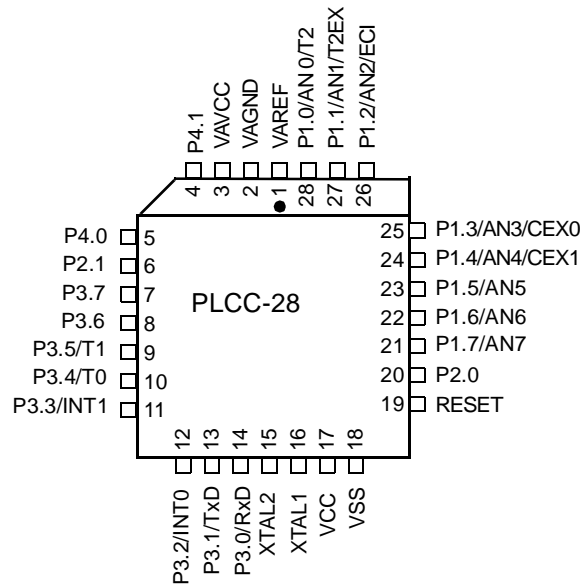 P4.1
VAVCC
VAGND
VAREF
P1.0/AN 0/T2
P1.1/AN1/T2EX
P1.2/AN2/ECI
4
3
2
1
28
27
26
P4.0
P2.1
P3.7
P3.6
P3.5/T1
P3.4/T0
P3.3/INT1
5
6
7
8
9
10
11
PLCC-28
25
24
23
22
21
20
19
P1.3/AN3/CEX0
P1.4/AN4/CEX1
P1.5/AN5
P1.6/AN6
P1.7/AN7
P2.0
RESET
12
13
14
15
16
17
18
P3.2/INT0
P3.1/TxD
P3.0/RxD
XTAL2
XTAL1
VCC
VSS